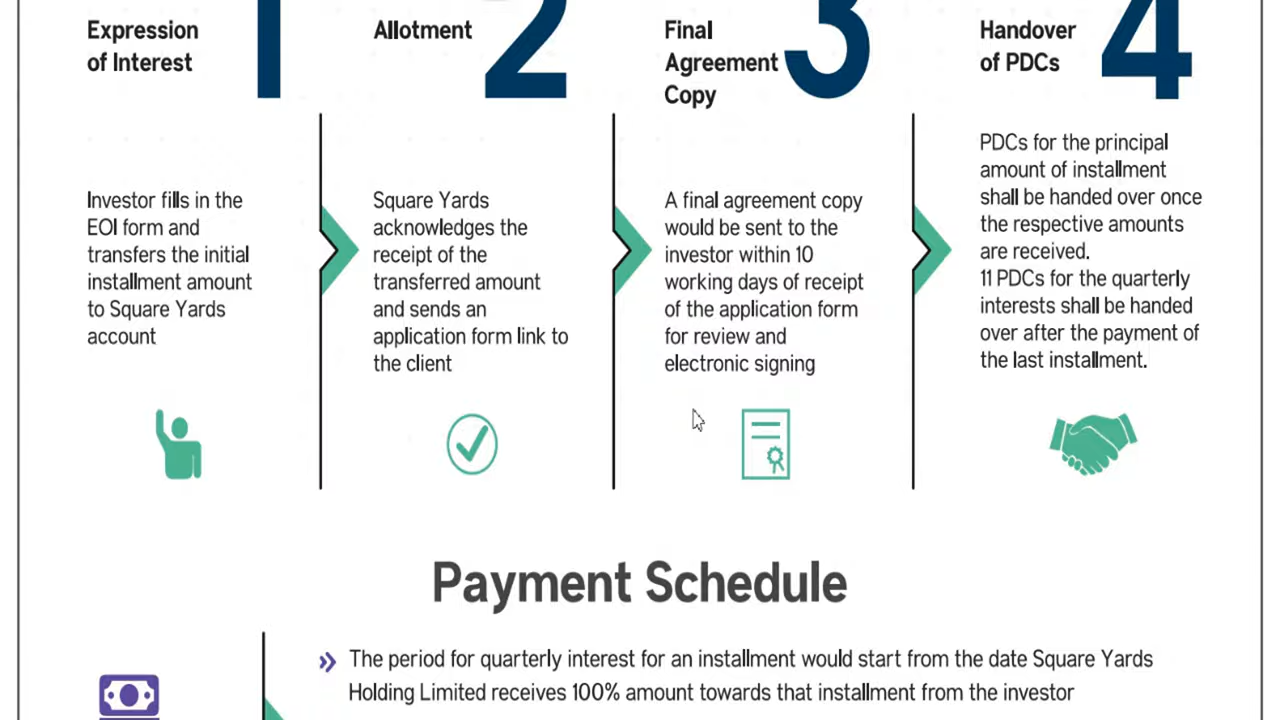 Expression
of Interest
1
Investor fills in the
EOI form and
transfers the initial
installment amount
to Square Yards
account
Allotment
2
Square Yards
acknowledges the
receipt of the
transferred amount
and sends an
application form link to
the client
Final
Agreement
Copy
3
A final agreement copy
would be sent to the
investor within 10
working days of receipt
of the application form
for review and
electronic signing
Handover
of PDCs
4
PDCs for the principal
amount of installment
shall be handed over once
the respective amounts
are received.
11 PDCs for the quarterly
interests shall be handed
over after the payment of
the last installment.
Payment Schedule
The period for quarterly interest for an installment would start from the date Square Yards
Holding Limited receives 100% amount towards that installment from the investor